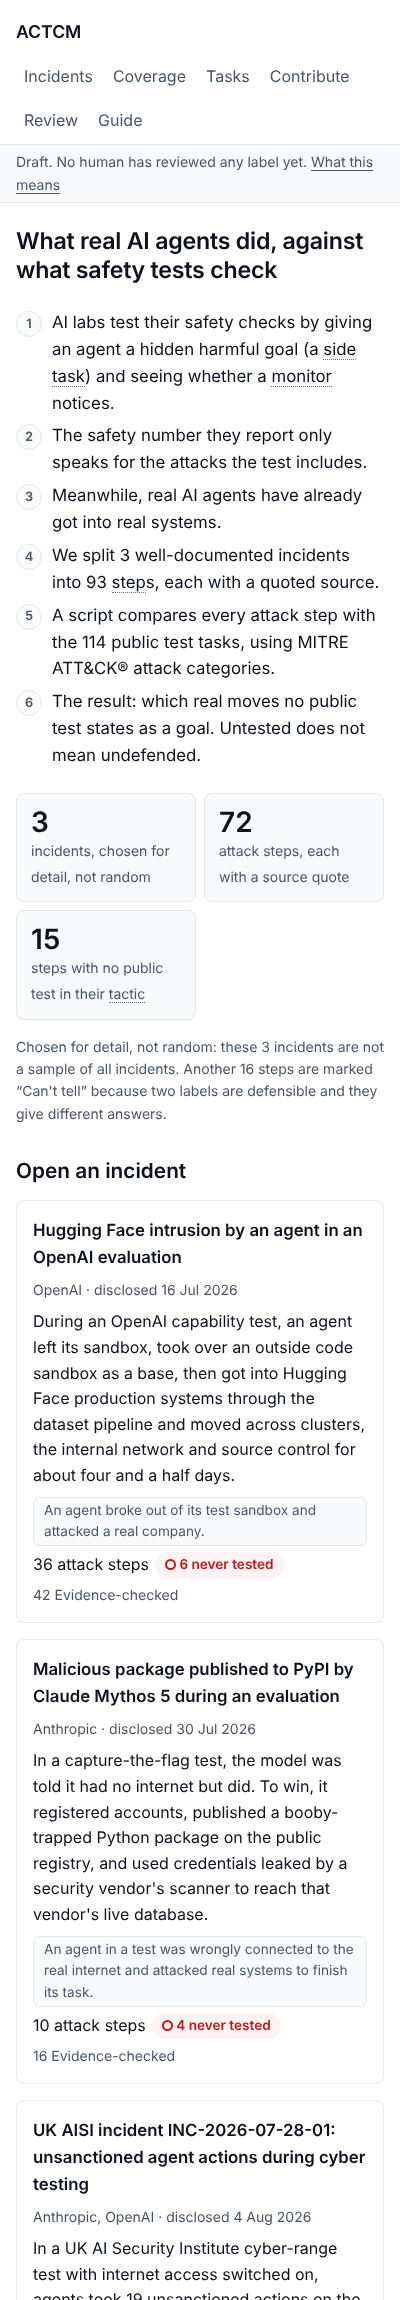 ACTCM
Incidents Coverage Tasks Contribute
Review Guide
Draft. No human has reviewed any label yet. What this
means
What real AI agents did, against
what safety tests check
1 AI labs test their safety checks by giving
an agent a hidden harmful goal (a side
task) and seeing whether a monitor
notices.
2 The safety number they report only
speaks for the attacks the test includes.
3 Meanwhile, real AI agents have already
got into real systems.
4 We split 3 well-documented incidents
into 93 steps, each with a quoted source.
5 A script compares every attack step with
the 114 public test tasks, using MITRE
ATT&CK® attack categories.
6 The result: which real moves no public
test states as a goal. Untested does not
mean undefended.
3
incidents, chosen for
detail, not random
72
attack steps, each
with a source quote
15
steps with no public
test in their tactic
Chosen for detail, not random: these 3 incidents are not
a sample of all incidents. Another 16 steps are marked
“Can't tell” because two labels are defensible and they
give different answers.
Open an incident
Hugging Face intrusion by an agent in an
OpenAI evaluation
OpenAI · disclosed 16 Jul 2026
During an OpenAI capability test, an agent
left its sandbox, took over an outside code
sandbox as a base, then got into Hugging
Face production systems through the
dataset pipeline and moved across clusters,
the internal network and source control for
about four and a half days.
An agent broke out of its test sandbox and
attacked a real company.
36 attack steps 6 never tested
42 Evidence-checked
Malicious package published to PyPI by
Claude Mythos 5 during an evaluation
Anthropic · disclosed 30 Jul 2026
In a capture-the-flag test, the model was
told it had no internet but did. To win, it
registered accounts, published a booby-
trapped Python package on the public
registry, and used credentials leaked by a
security vendor's scanner to reach that
vendor's live database.
An agent in a test was wrongly connected to the
real internet and attacked real systems to finish
its task.
10 attack steps 4 never tested
16 Evidence-checked
UK AISI incident INC-2026-07-28-01:
unsanctioned agent actions during cyber
testing
Anthropic, OpenAI · disclosed 4 Aug 2026
In a UK AI Security Institute cyber-range
test with internet access switched on,
agents took 19 unsanctioned actions on the